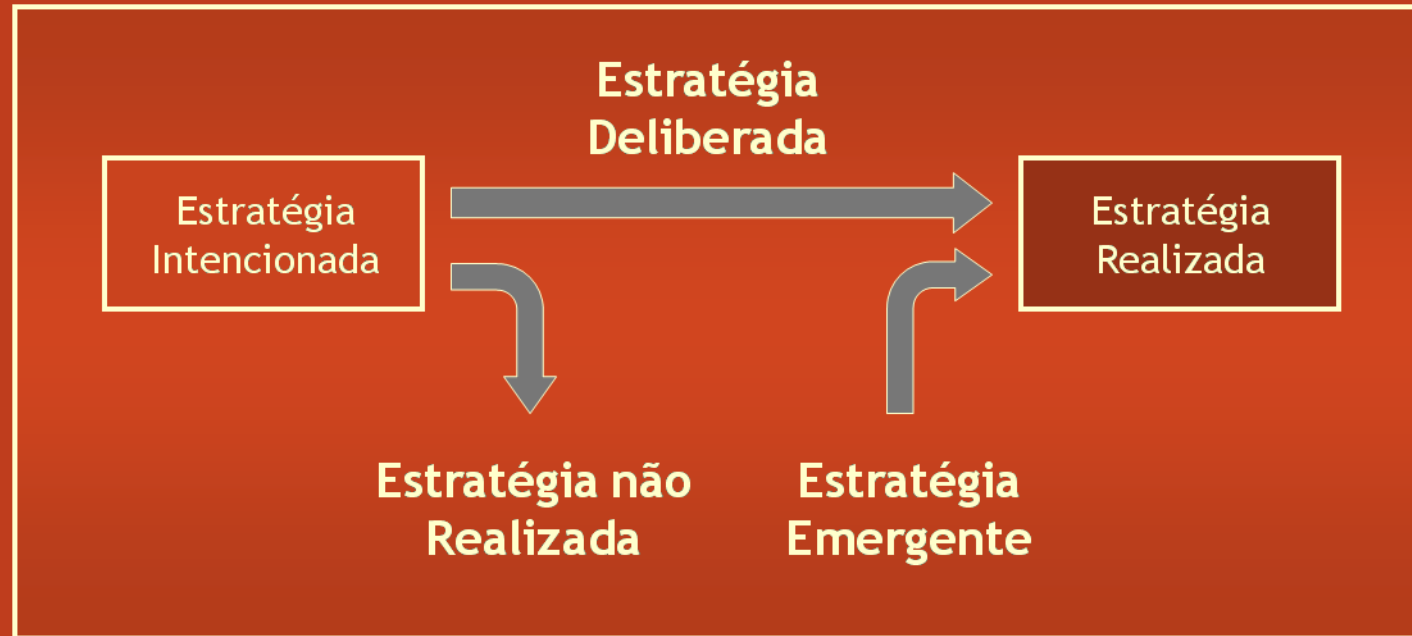 Estratégia
Deliberada
Estratégia
Intencionada
Estratégia
Realizada
Estratégia não
Realizada
Estratégia
Emergente